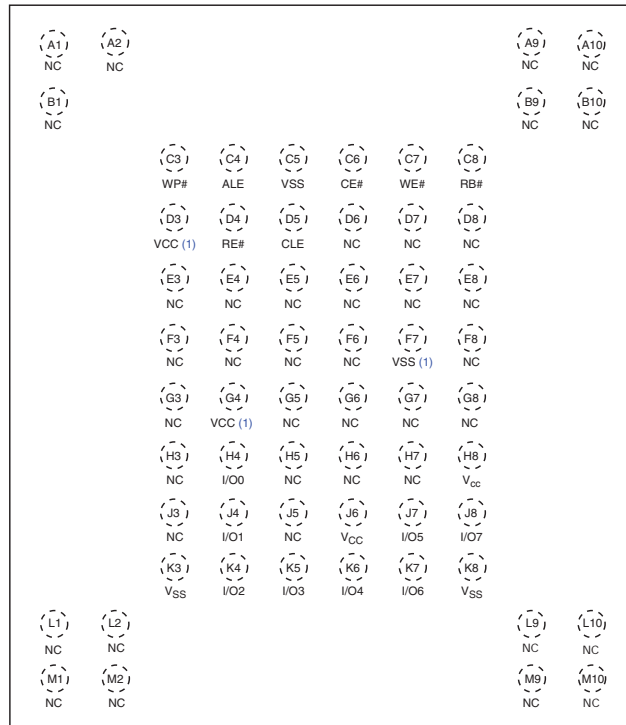 A1 A2 A9 A10
NC NC NC NC
B1 B9 B10
NC NC NC
C3 C4 C5 C6 C7 C8
WP# ALE VSS CE# WE# RB#
D3 D4 D5 D6 D7 D8
VCC (1) RE# CLE NC NC NC
E3 E4 E5 E6 E7 E8
NC NC NC NC NC NC
F3 F4 F5 F6 F7 F8
NC NC NC NC VSS (1) NC
G3 G4 G5 G6 G7 G8
NC VCC (1) NC NC NC NC
H3 H4 H5 H6 H7 H8
NC I/O0 NC NC NC Vcc
J3 J4 J5 J6 J7 J8
NC I/O1 NC VCC I/O5 I/O7
K3 K4 K5 K6 K7 K8
VSS I/O2 I/O3 I/O4 I/O6 VSS
L1 L2 L9 L10
NC NC NC NC
M1 M2 M9 M10
NC NC NC NC